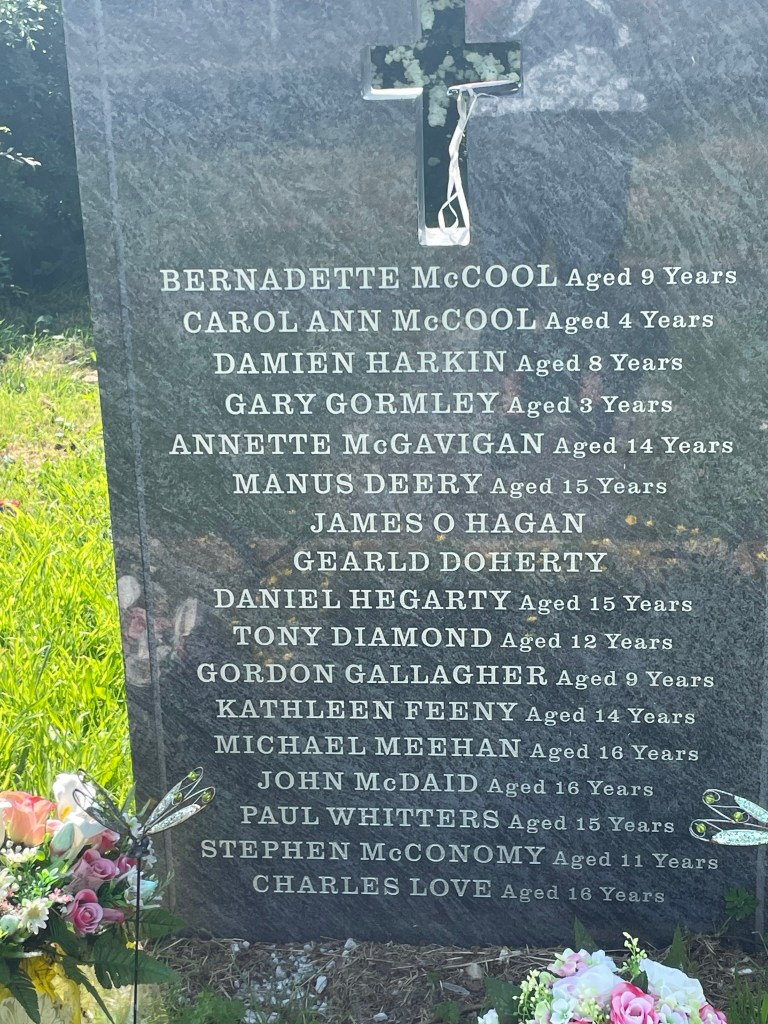 BERNADETTE McCOOL Aged 9 Years
CAROL ANN McCOOL Aged 4 Years
DAMIEN HARKIN Aged 8 Years
GARY GORMLEY Aged 3 Years
ANNETTE McGAVIGAN Aged 14 Years
MANUS DEERY Aged 15 Years
JAMES O HAGAN
GEARLD DOHERTY
DANIEL HEGARTY Aged 15 Years
TONY DIAMOND Aged 12 Years
GORDON GALLAGHER Aged 9 Years
KATHLEEN FEENY Aged 14 Years
MICHAEL MEEHAN Aged 16 Years
JOHN McDAID Aged 16 Years
PAUL WHITTERS Aged 15 Years
STEPHEN McCONOMY Aged 11 Years
CHARLES LOVE Aged 16 Years